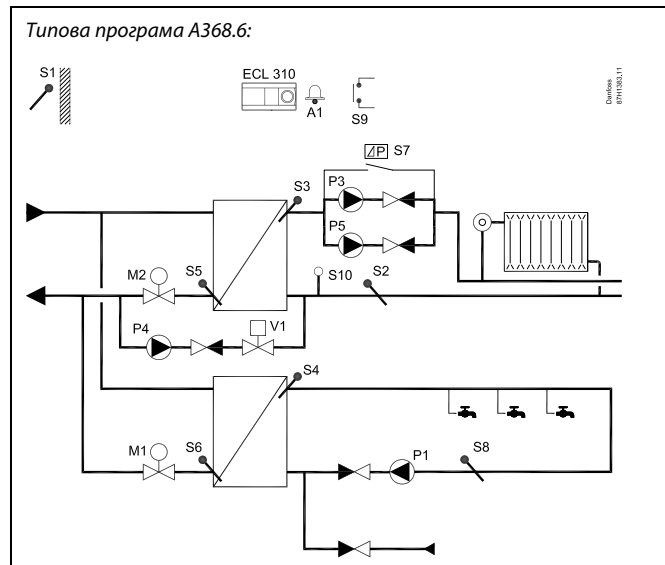 Типова програма A368.6:
S1
ECL 310
A1
S9
Danfoss
87H1383.11
⊿P S7
P3
S3
P5
M2
S5
S10
S2
P4
V1
S4
M1
S6
P1
S8